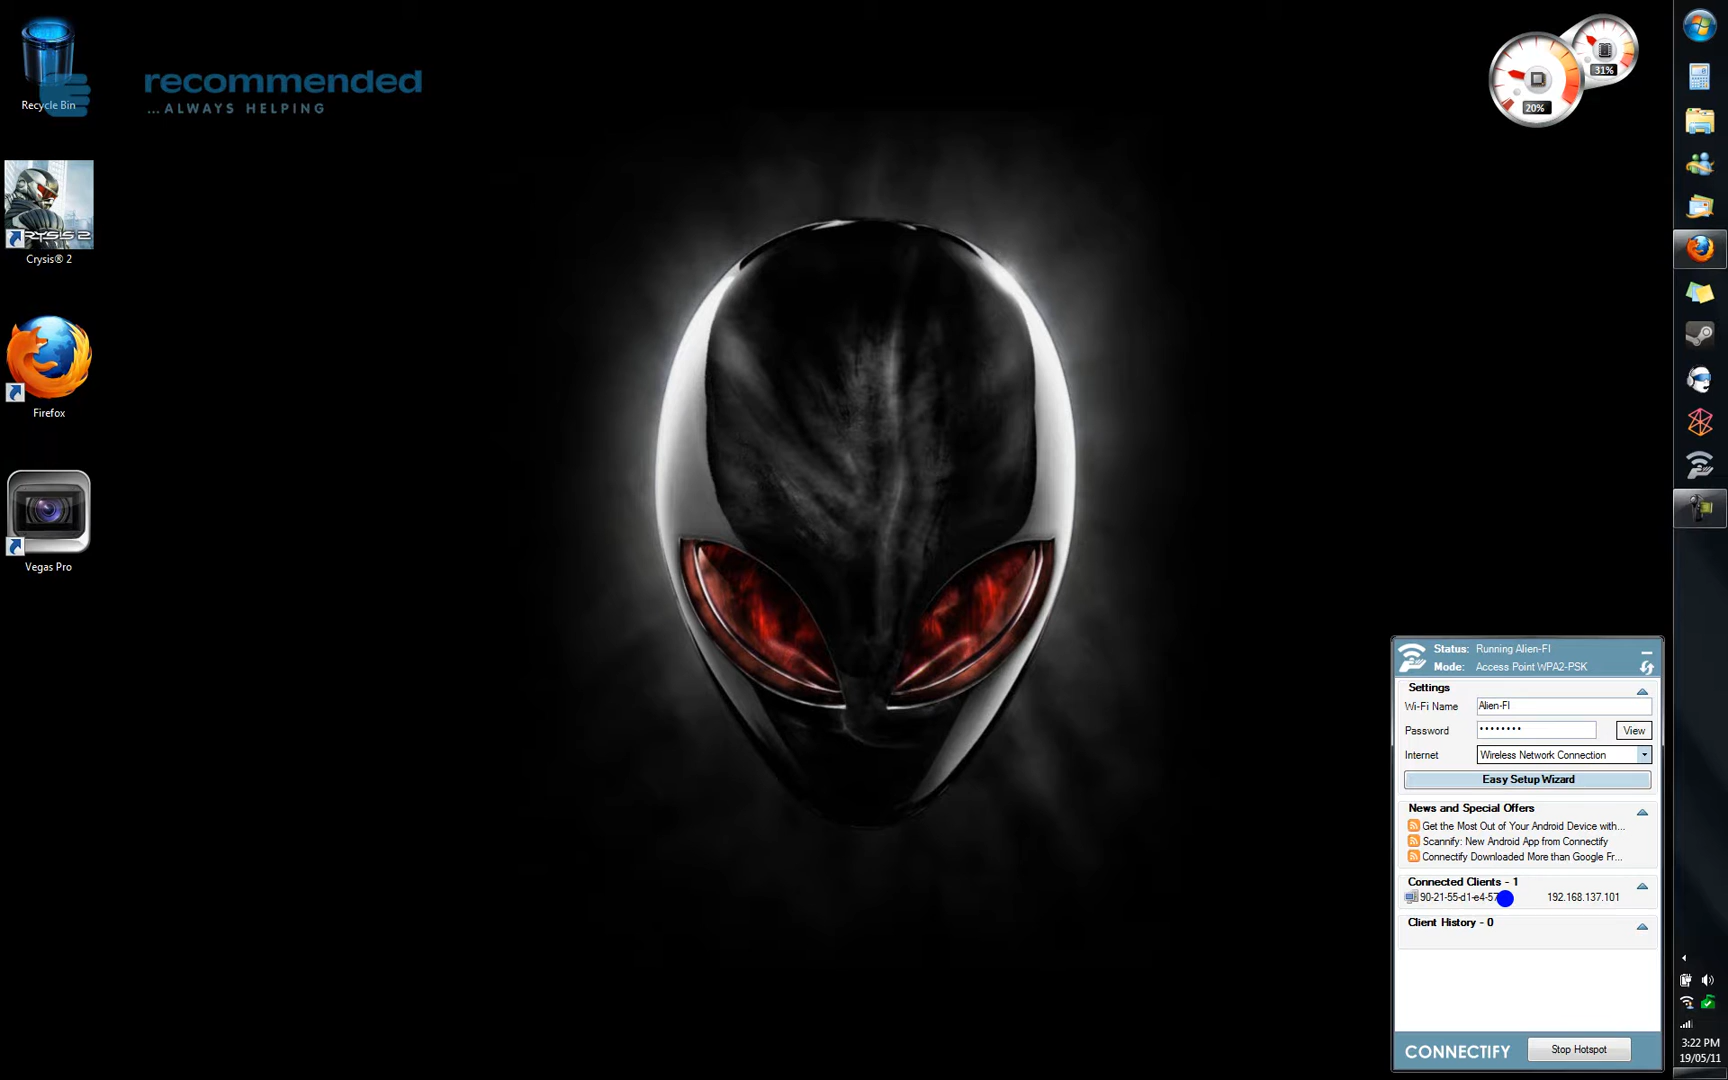 Recycle Bin
recommended
...ALWAYS HELPING
31%
20%
CRYSIS 2
Crysis® 2
Firefox
Vegas Pro
Status: Running Alien-FI
Mode: Access Point WPA2-PSK
Settings
Wi-Fi Name Alien-FI
Password •••••••• View
Internet Wireless Network Connection
Easy Setup Wizard
News and Special Offers
Get the Most Out of Your Android Device with...
Scannify: New Android App from Connectify
Connectify Downloaded More than Google Fr...
Connected Clients - 1
192.168.137.101
Client History - 0
CONNECTIFY Stop Hotspot
3:22 PM
19/05/11